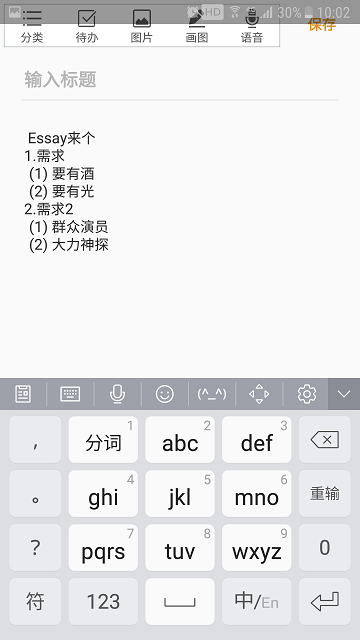 HD 4G 30% 10:02
分类 待办 图片 画图 语音 保存
输入标题
Essay来个
1.需求
(1) 要有酒
(2) 要有光
2.需求2
(1) 群众演员
(2) 大力神探
(^_^)
, 分词 1 abc 2 def 3
。 ghi 4 jkl 5 mno 6 重输
? pqrs 7 tuv 8 wxyz 9 0
符 123 中/En